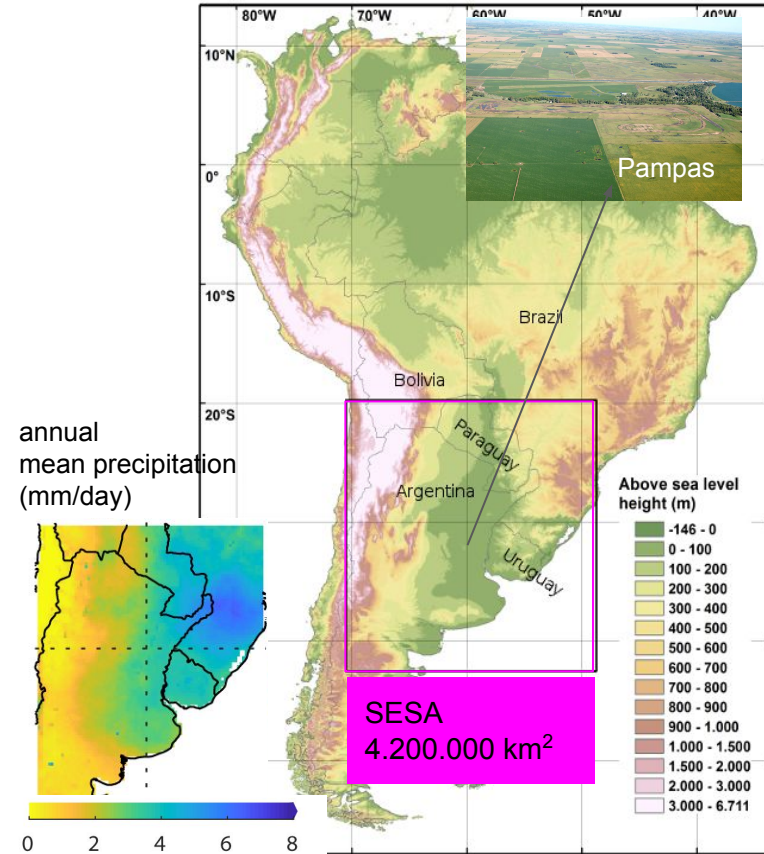 80°W
70°W
60°W
50°W
40°W
10°N
0°
10°S
20°S
Pampas
Brazil
Bolivia
Paraguay
Argentina
Uruguay
annual
mean precipitation
(mm/day)
0 2 4 6 8
SESA
4.200.000 km²
Above sea level
height (m)
-146 - 0
0 - 100
100 - 200
200 - 300
300 - 400
400 - 500
500 - 600
600 - 700
700 - 800
800 - 900
900 - 1.000
1.000 - 1.500
1.500 - 2.000
2.000 - 3.000
3.000 - 6.711